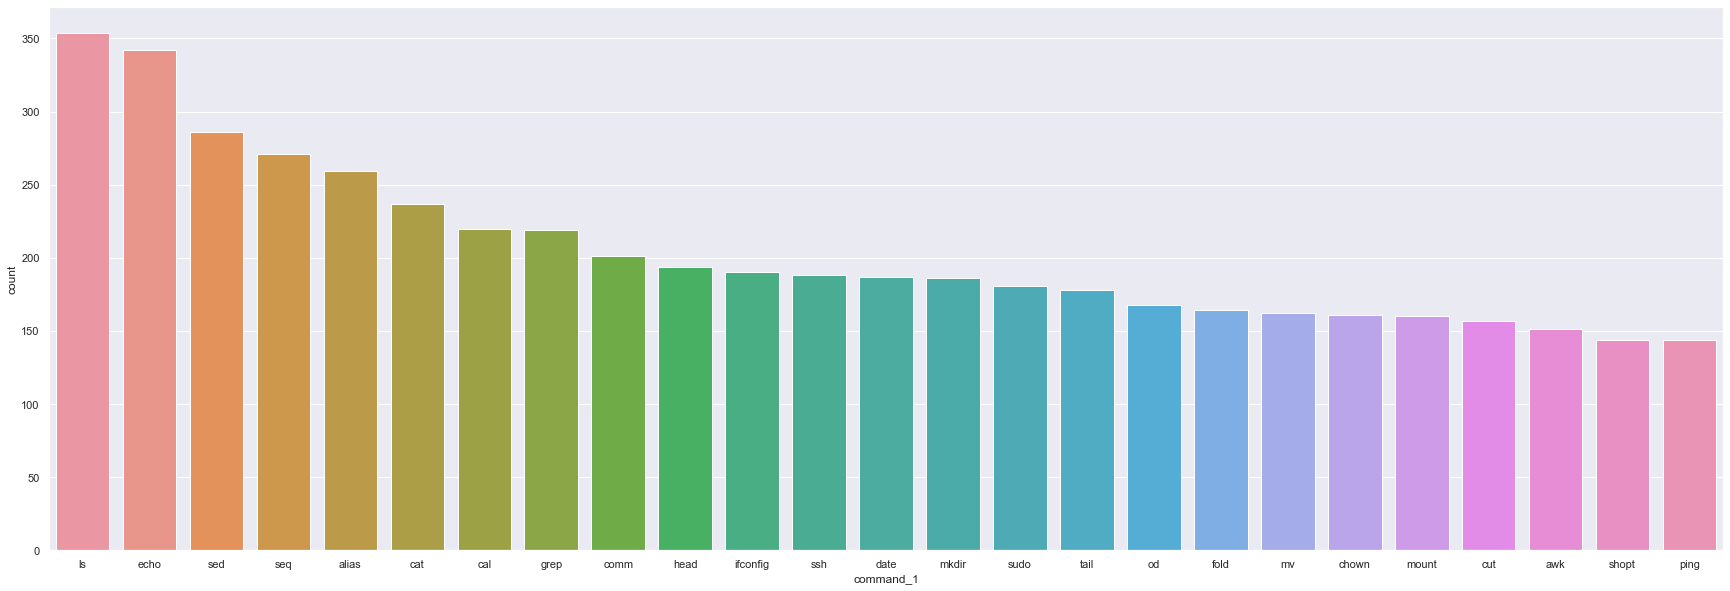 350
300
250
200
150
100
50
0
count
ls echo sed seq alias cat cal grep comm head ifconfig ssh date mkdir sudo tail od fold mv chown mount cut awk shopt ping
command_1